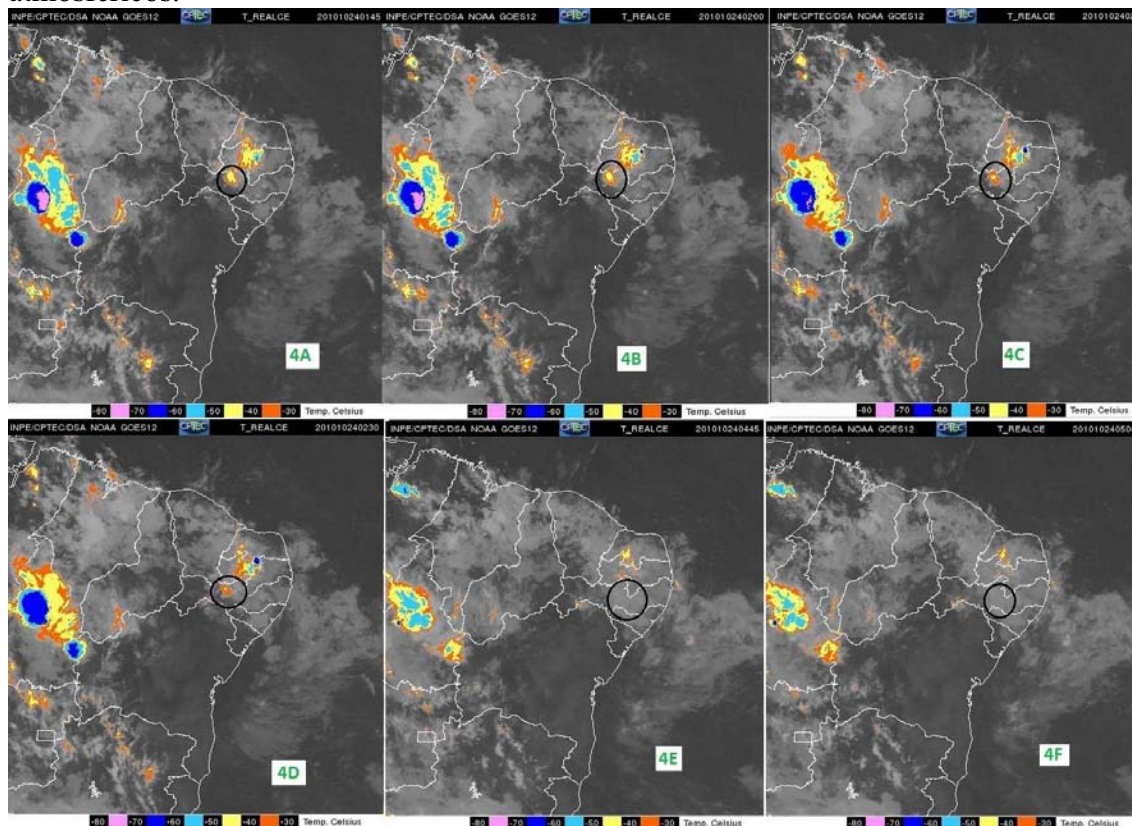 atmosféricos.
INPE/CPTEC/DSA NOAA GOES12 CPTEC T_REALCE 201010240145
INPE/CPTEC/DSA NOAA GOES12 CPTEC T_REALCE 201010240200
INPE/CPTEC/DSA NOAA GOES12 CPTEC T_REALCE 2010102402
4A
4B
4C
-80 -70 -60 -50 -40 -30 Temp. Celsius
-80 -70 -60 -50 -40 -30 Temp. Celsius
-80 -70 -60 -50 -40 -30 Temp. Celsius
INPE/CPTEC/DSA NOAA GOES12 CPTEC T_REALCE 201010240230
INPE/CPTEC/DSA NOAA GOES12 CPTEC T_REALCE 201010240445
INPE/CPTEC/DSA NOAA GOES12 CPTEC T_REALCE 20101024050
4D
4E
4F
-80 -70 -60 -50 -40 -30 Temp. Celsius
-80 -70 -60 -50 -40 -30 Temp. Celsius
-80 -70 -60 -50 -40 -30 Temp. Celsius